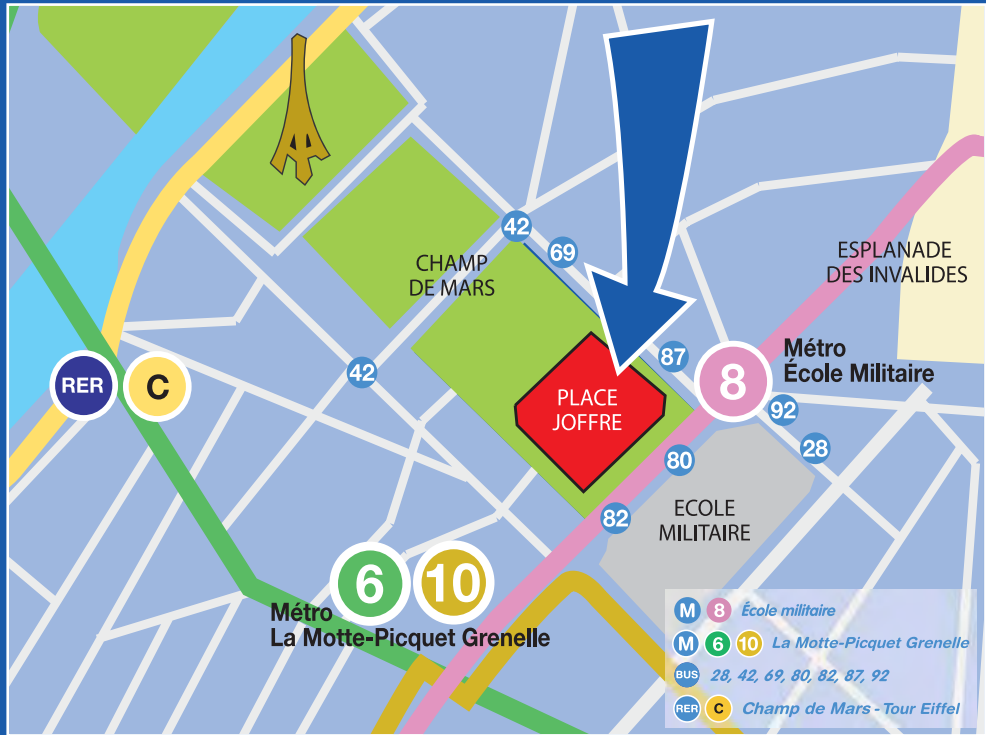 42
69
CHAMP
DE MARS
ESPLANADE
DES INVALIDES
87
8
Métro
École Militaire
RER
C
42
PLACE
JOFFRE
92
28
80
82
ECOLE
MILITAIRE
6
10
Métro
La Motte-Picquet Grenelle
M 8 École militaire
M 6 10 La Motte-Picquet Grenelle
BUS 28, 42, 69, 80, 82, 87, 92
RER C Champ de Mars - Tour Eiffel